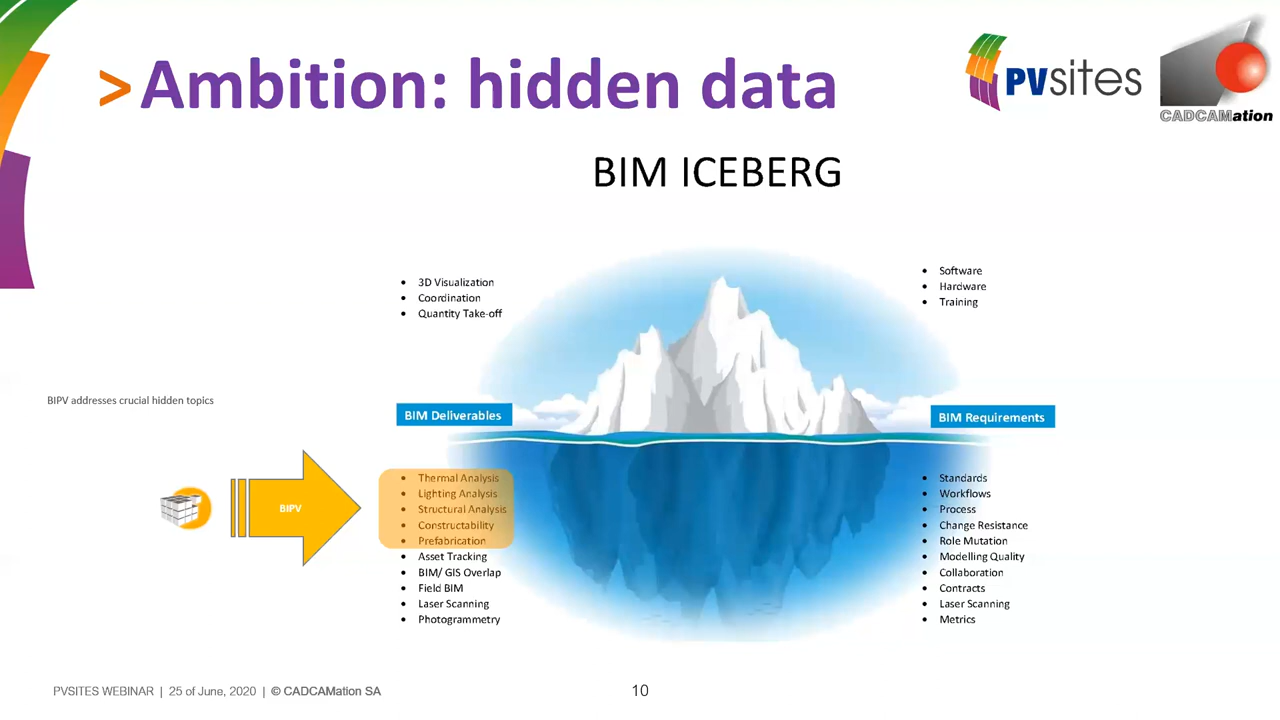 >Ambition: hidden data
PVsites
CADCAMation
BIM ICEBERG
• 3D Visualization
• Coordination
• Quantity Take-off
• Software
• Hardware
• Training
BIPV addresses crucial hidden topics
BIM Deliverables
BIM Requirements
BIPV
• Thermal Analysis
• Lighting Analysis
• Structural Analysis
• Constructability
• Prefabrication
• Asset Tracking
• BIM/ GIS Overlap
• Field BIM
• Laser Scanning
• Photogrammetry
• Standards
• Workflows
• Process
• Change Resistance
• Role Mutation
• Modelling Quality
• Collaboration
• Contracts
• Laser Scanning
• Metrics
PVSITES WEBINAR | 25 of June, 2020 | © CADCAMation SA
10